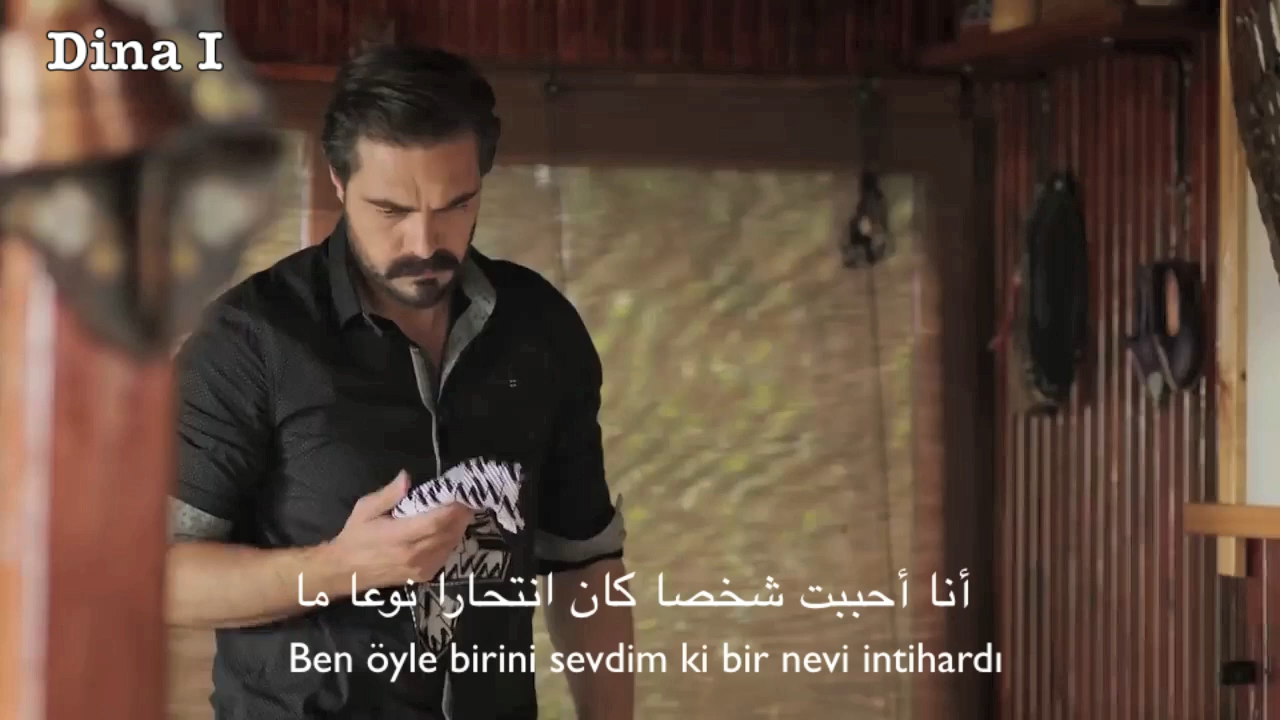 Dina I
أنا أحببت شخصا كان انتحارا نوعا ما
Ben öyle birini sevdim ki bir nevi intihardı